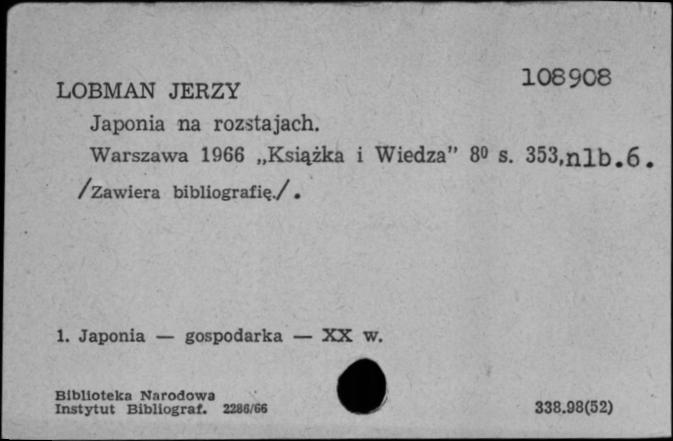 108908
LOBMAN JERZY
Japonia na rozstajach.
Warszawa 1966 „Książka i Wiedza” 8⁰ s. 353,nlb.6.
/Zawiera bibliografię./.
1. Japonia — gospodarka — XX w.
Biblioteka Narodowa
Instytut Bibliograf. 2286/66
338.98(52)